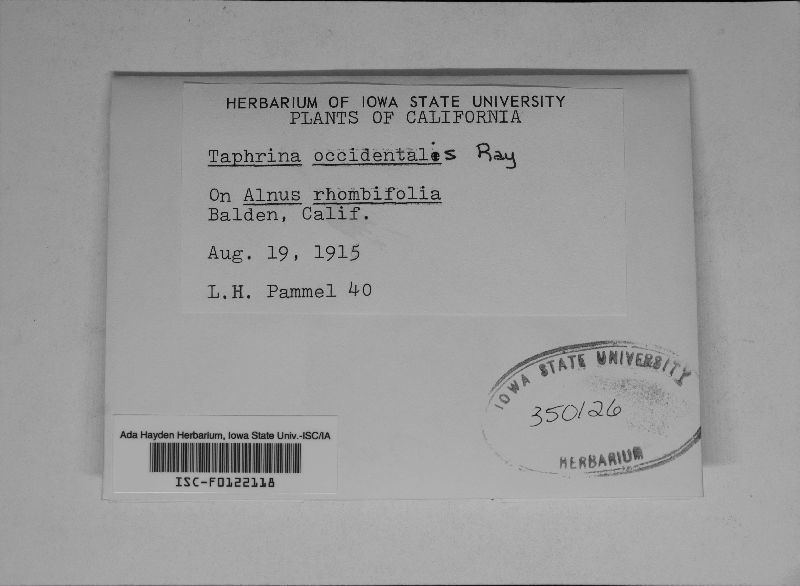 HERBARIUM OF IOWA STATE UNIVERSITY
PLANTS OF CALIFORNIA
Taphrina occidentalis Ray
On Alnus rhombifolia
Balden, Calif.
Aug. 19, 1915
L.H. Pammel 40
IOWA STATE UNIVERSITY
350126
HERBARIUM
Ada Hayden Herbarium, Iowa State Univ.-ISC/IA
ISC-F0122118